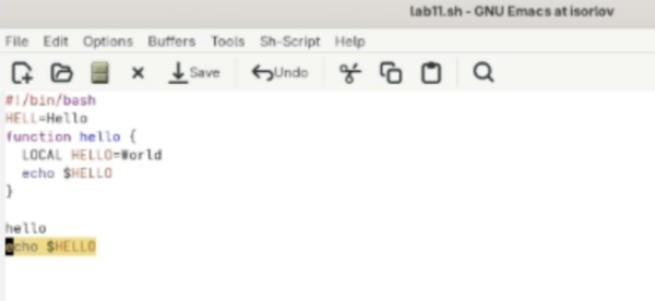 lab11.sh - GNU Emacs at isorlov
File Edit Options Buffers Tools Sh-Script Help
Save Undo
#!/bin/bash
HELL=Hello
function hello {
  LOCAL HELLO=World
  echo $HELLO
}
hello
echo $HELLO